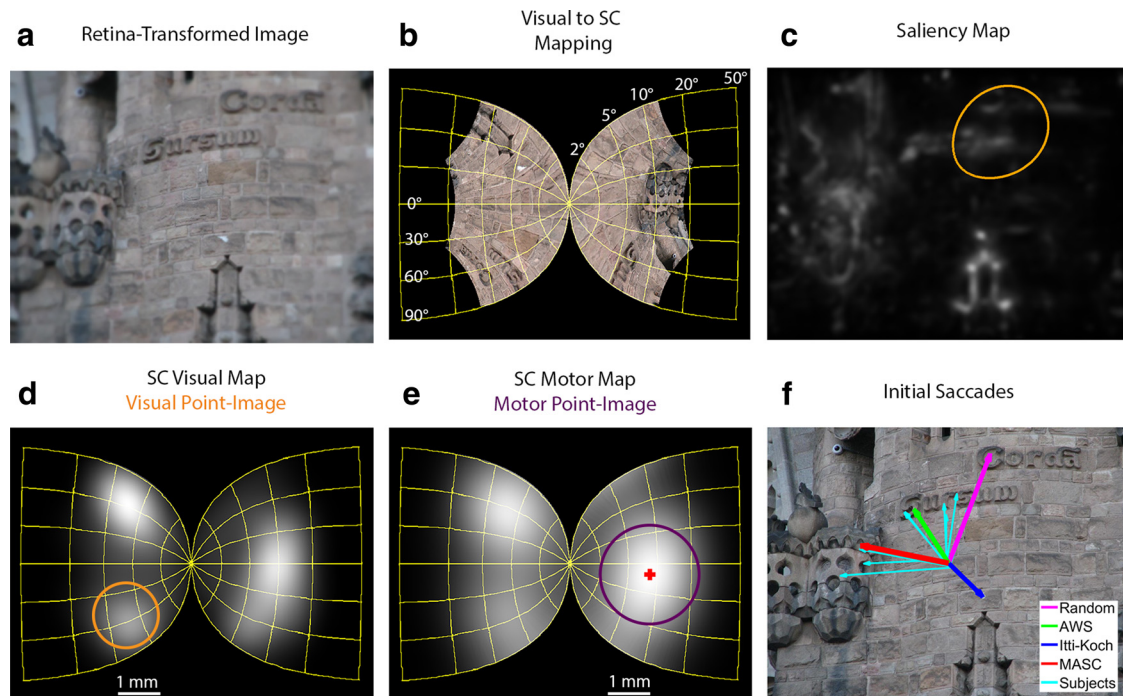 a Retina-Transformed Image
Corda
Sursum
b Visual to SC
Mapping
50°
20°
10°
5°
2°
0°
30°
60°
90°
c Saliency Map
d SC Visual Map
Visual Point-Image
1 mm
e SC Motor Map
Motor Point-Image
1 mm
f Initial Saccades
Corda
Sursum
Random
AWS
Itti-Koch
MASC
Subjects